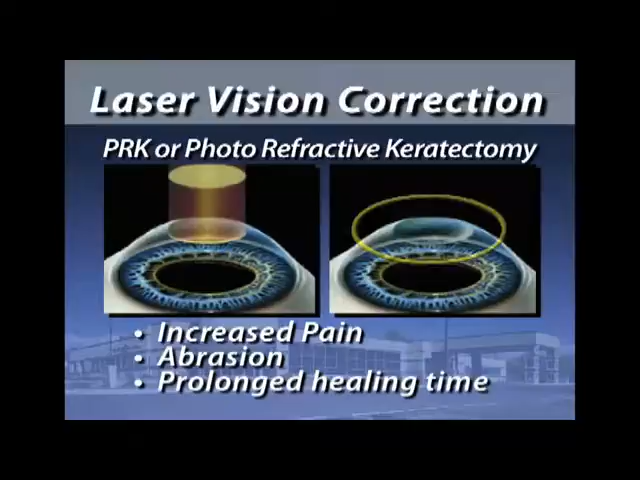 Laser Vision Correction
PRK or Photo Refractive Keratectomy
• Increased Pain
• Abrasion
• Prolonged healing time